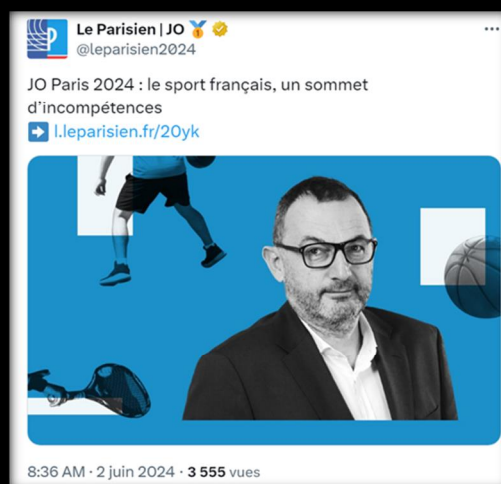 Le Parisien | JO
@leparisien2024
JO Paris 2024 : le sport français, un sommet
d'incompétences
l.leparisien.fr/20yk
8:36 AM · 2 juin 2024 · 3 555 vues